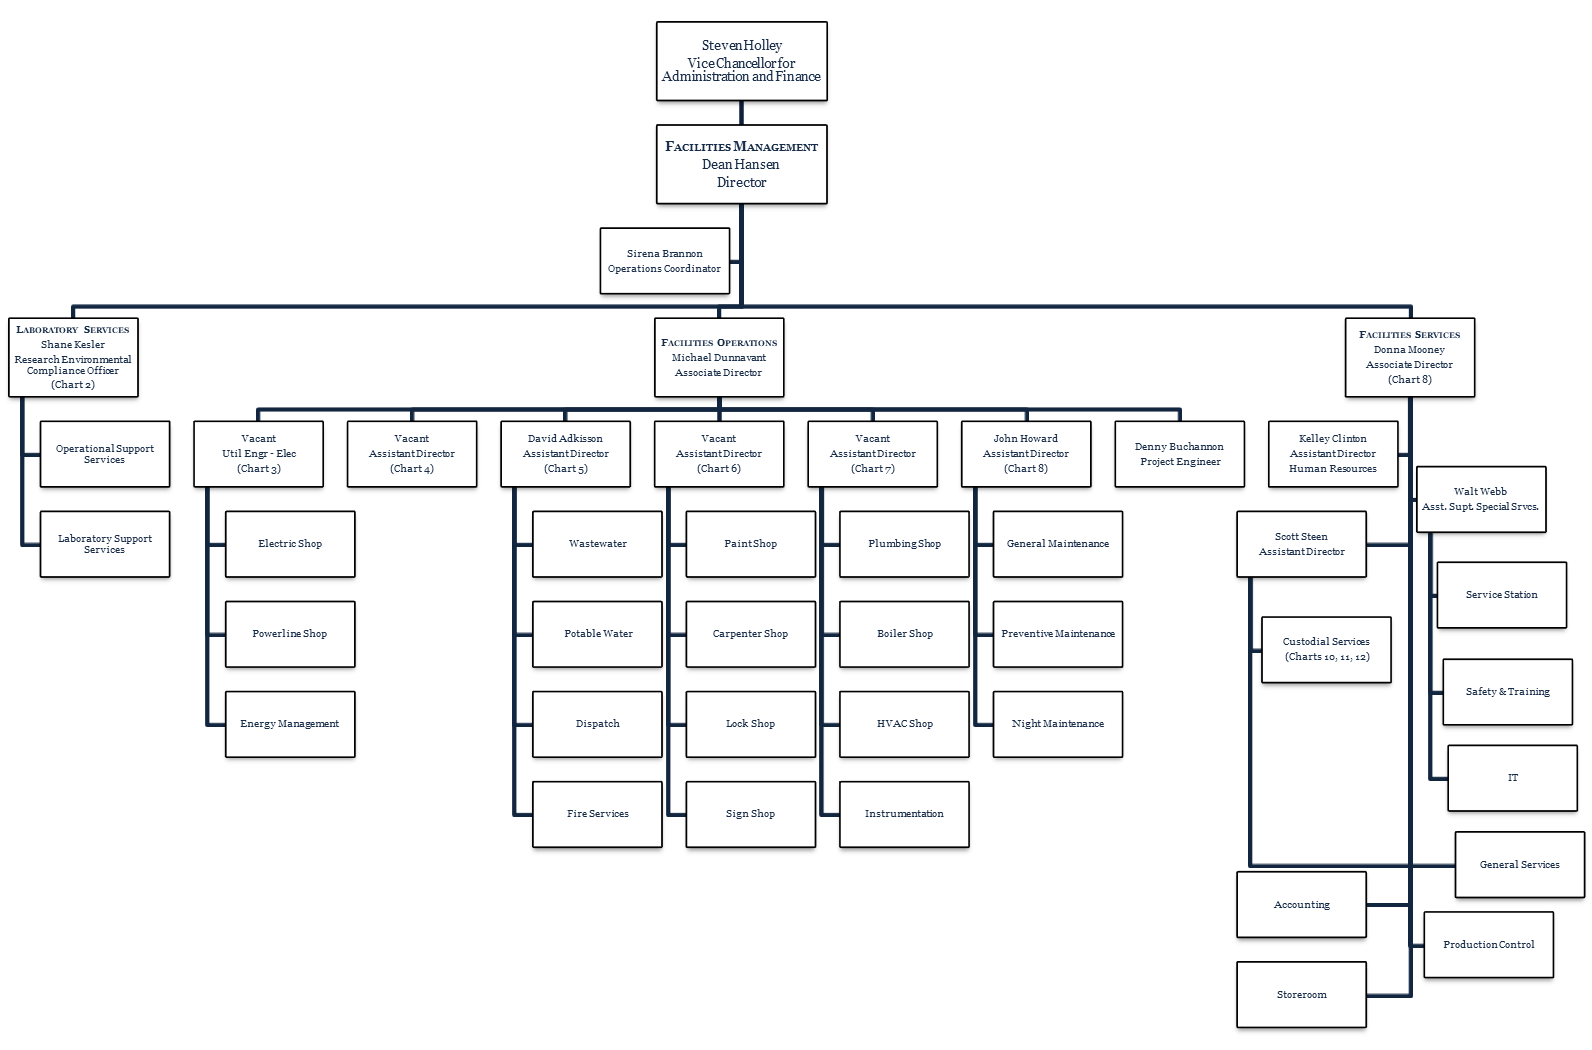 Steven Holley
Vice Chancellor for
Administration and Finance
FACILITIES MANAGEMENT
Dean Hansen
Director
Sirena Brannon
Operations Coordinator
LABORATORY SERVICES
Shane Kesler
Research Environmental
Compliance Officer
(Chart 2)
FACILITIES OPERATIONS
Michael Dunnavant
Associate Director
FACILITIES SERVICES
Donna Mooney
Associate Director
(Chart 8)
Operational Support
Services
Laboratory Support
Services
Vacant
Util Engr - Elec
(Chart 3)
Electric Shop
Powerline Shop
Energy Management
Vacant
Assistant Director
(Chart 4)
David Adkisson
Assistant Director
(Chart 5)
Wastewater
Potable Water
Dispatch
Fire Services
Vacant
Assistant Director
(Chart 6)
Paint Shop
Carpenter Shop
Lock Shop
Sign Shop
Vacant
Assistant Director
(Chart 7)
Plumbing Shop
Boiler Shop
HVAC Shop
Instrumentation
John Howard
Assistant Director
(Chart 8)
General Maintenance
Preventive Maintenance
Night Maintenance
Denny Buchannon
Project Engineer
Kelley Clinton
Assistant Director
Human Resources
Walt Webb
Asst. Supt. Special Srvcs.
Scott Steen
Assistant Director
Service Station
Custodial Services
(Charts 10, 11, 12)
Safety & Training
IT
General Services
Accounting
Production Control
Storeroom